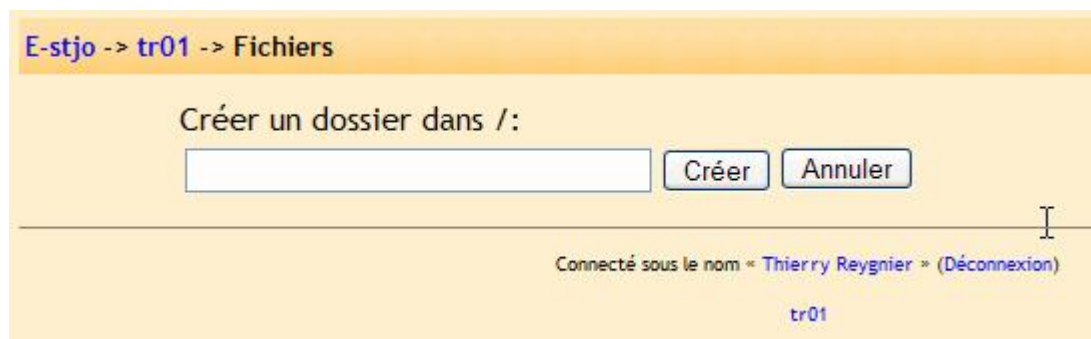 E-stjo -> tr01 -> Fichiers
Créer un dossier dans /:
Créer Annuler
Connecté sous le nom « Thierry Reygnier » (Déconnexion)
tr01